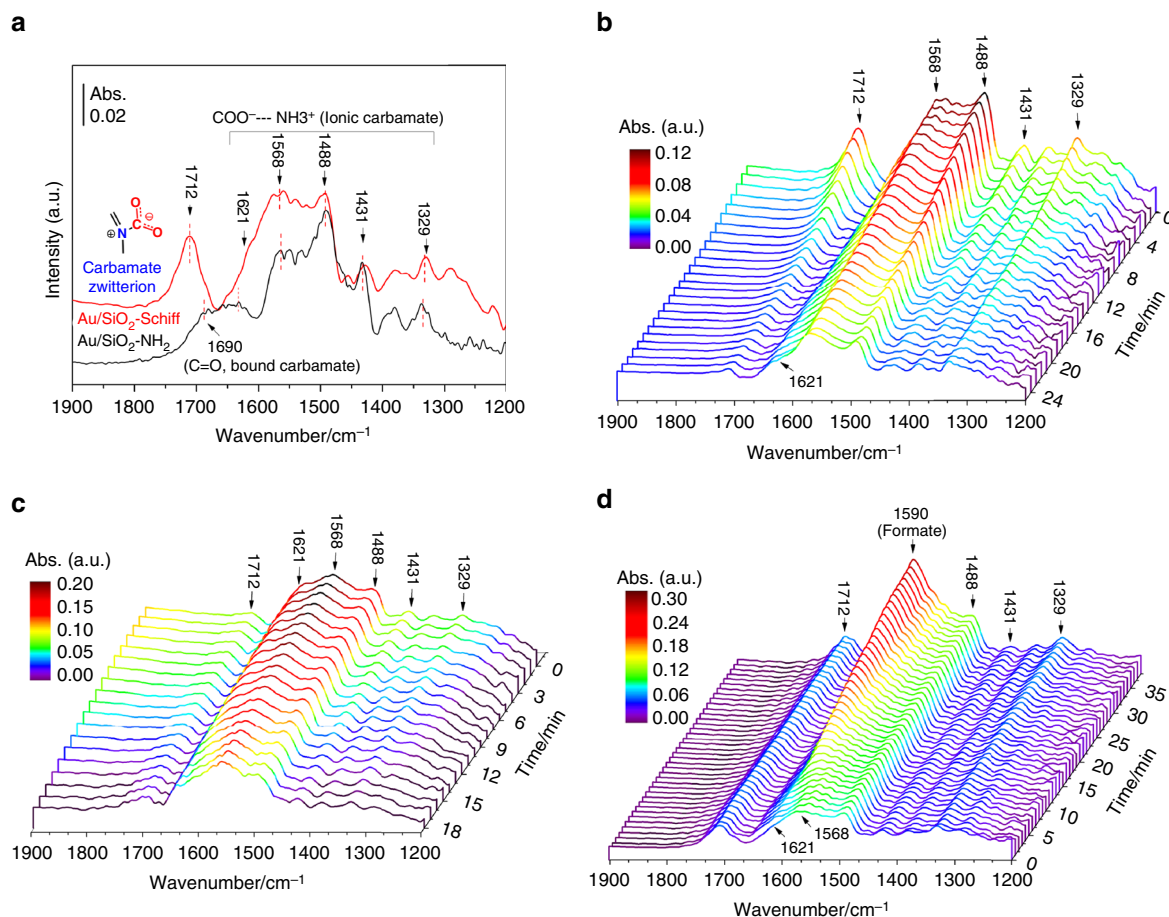 a
Abs.
0.02
COO⁻--- NH3⁺ (Ionic carbamate)
1712
1621
1568
1488
1431
1329
O
⊖
N
C
O
⊕
Carbamate
zwitterion
Au/SiO₂-Schiff
Au/SiO₂-NH₂
1690
(C=O, bound carbamate)
Intensity (a.u.)
1900 1800 1700 1600 1500 1400 1300 1200
Wavenumber/cm⁻¹
b
1712
1568
1488
1431
1329
Abs. (a.u.)
0.12
0.08
0.04
0.00
1621
0
4
8
12
16
20
24
Time/min
1900 1800 1700 1600 1500 1400 1300 1200
Wavenumber/cm⁻¹
c
1712
1621
1568
1488
1431
1329
Abs. (a.u.)
0.20
0.15
0.10
0.05
0.00
0
3
6
9
12
15
18
Time/min
1900 1800 1700 1600 1500 1400 1300 1200
Wavenumber/cm⁻¹
d
1590
(Formate)
1712
1488
1431
1329
Abs. (a.u.)
0.30
0.24
0.18
0.12
0.06
0.00
1568
1621
35
30
25
20
15
10
5
0
Time/min
1900 1800 1700 1600 1500 1400 1300 1200
Wavenumber/cm⁻¹